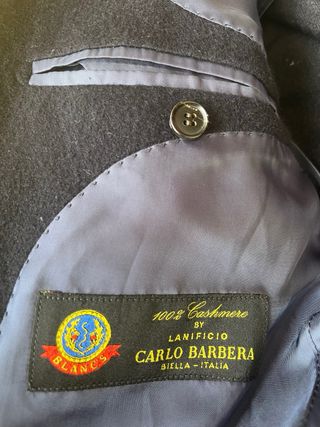 100% Cashmere
BY
LANIFICIO
CARLO BARBERA
BIELLA - ITALIA
BLANCS